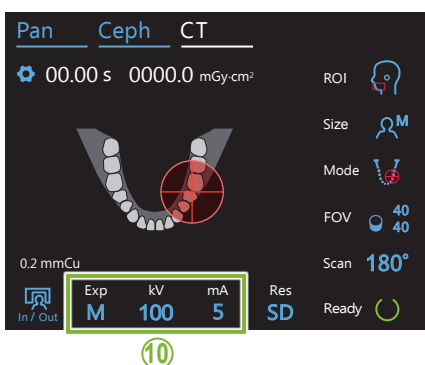 Pan Ceph CT
00.00 s 0000.0 mGy·cm²
ROI
Size M
Mode
FOV 40
40
0.2 mmCu
Scan 180°
In / Out
Exp kV mA Res
M 100 5 SD
Ready
10